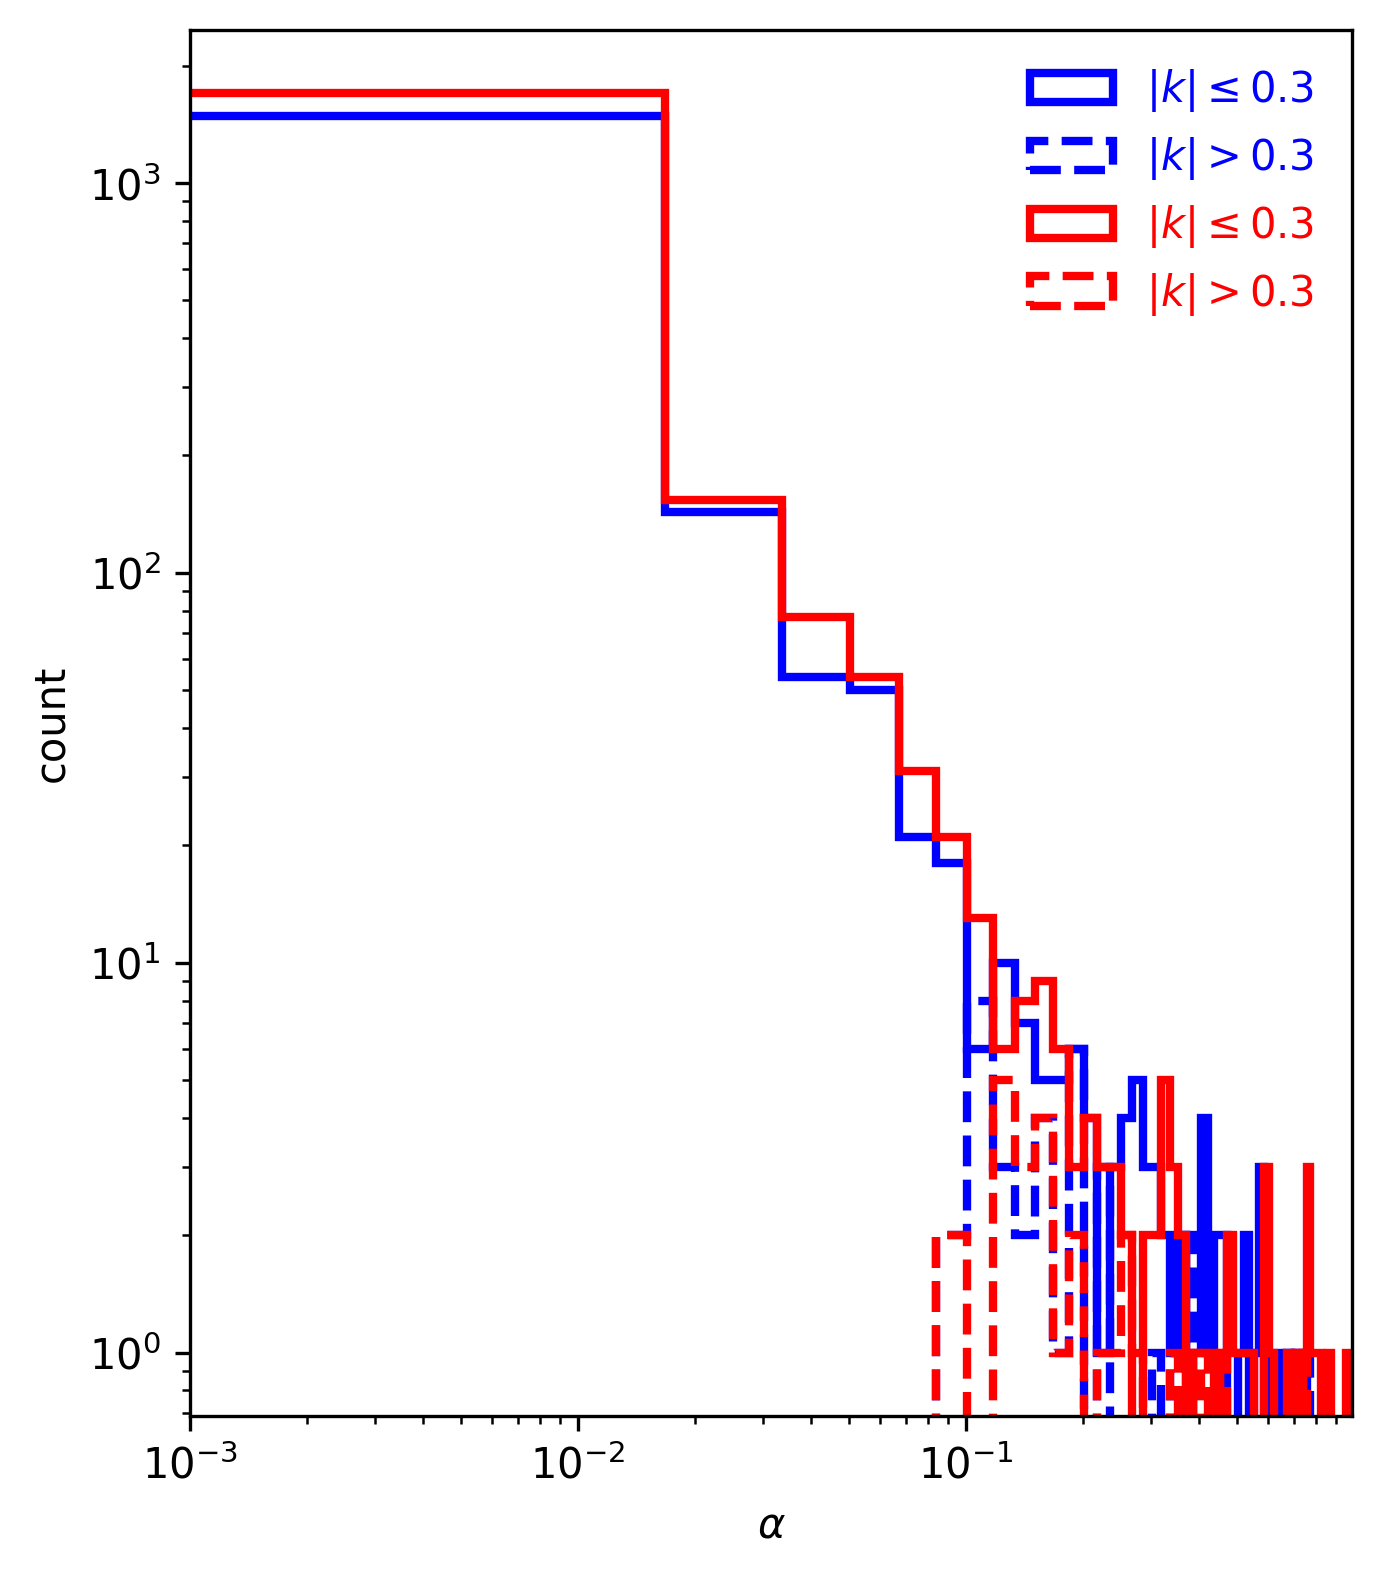 |k| ≤ 0.3
|k| > 0.3
|k| ≤ 0.3
|k| > 0.3
10³
10²
10¹
10⁰
count
10⁻³ 10⁻² 10⁻¹
α